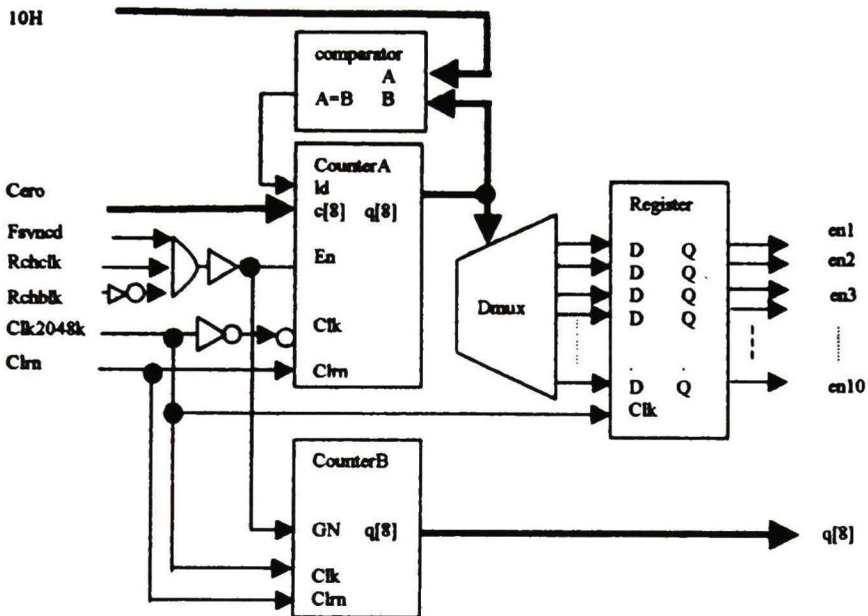 10H
comparator
A
A=B B
CounterA
ld
c[8] q[8]
En
Clk
Clrn
Cero
Fsyncd
Rchclk
Rchblk
Clk2048k
Clrn
Dmux
Register
D Q
D Q
D Q
D Q
D Q
Clk
en1
en2
en3
en10
CounterB
GN q[8]
Clk
Clrn
q[8]